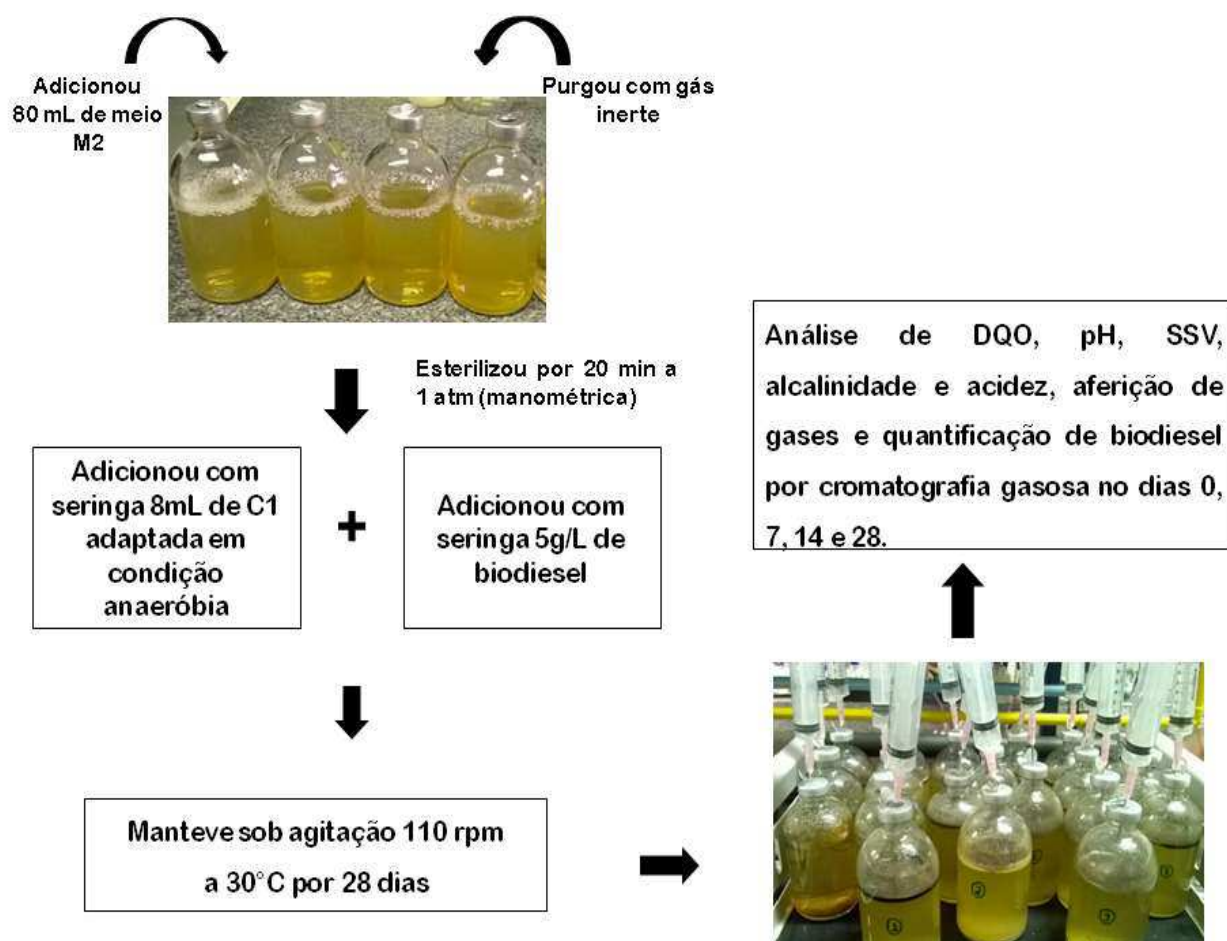 Adicionou
80 mL de meio
M2
Purgou com gás
inerte
Esterilizou por 20 min a
1 atm (manométrica)
Adicionou com
seringa 8mL de C1
adaptada em
condição
anaeróbia
+
Adicionou com
seringa 5g/L de
biodiesel
Manteve sob agitação 110 rpm
a 30°C por 28 dias
Análise de DQO, pH, SSV,
alcalinidade e acidez, aferição de
gases e quantificação de biodiesel
por cromatografia gasosa no dias 0,
7, 14 e 28.